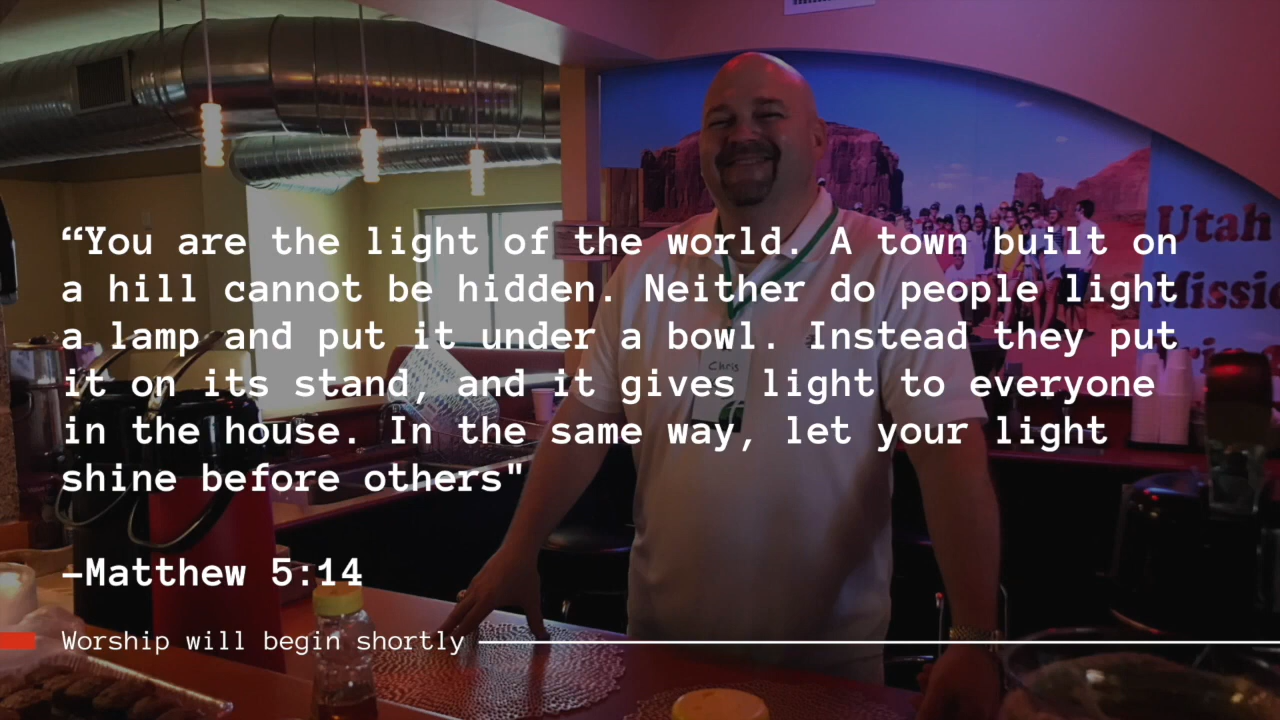 “You are the light of the world. A town built on
a hill cannot be hidden. Neither do people light
a lamp and put it under a bowl. Instead they put
it on its stand, and it gives light to everyone
in the house. In the same way, let your light
shine before others"
–Matthew 5:14
Worship will begin shortly
Utah
Chris